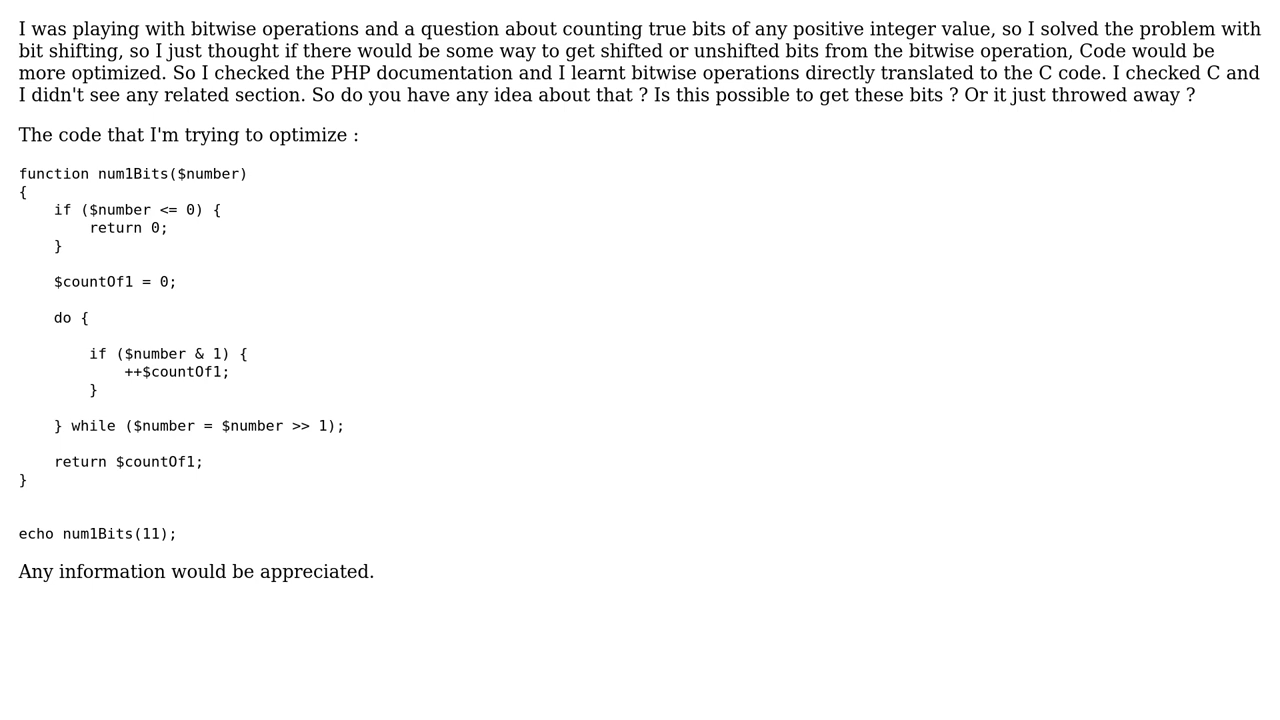 I was playing with bitwise operations and a question about counting true bits of any positive integer value, so I solved the problem with
bit shifting, so I just thought if there would be some way to get shifted or unshifted bits from the bitwise operation, Code would be
more optimized. So I checked the PHP documentation and I learnt bitwise operations directly translated to the C code. I checked C and
I didn't see any related section. So do you have any idea about that ? Is this possible to get these bits ? Or it just throwed away ?
The code that I'm trying to optimize :
function num1Bits($number)
{
    if ($number <= 0) {
        return 0;
    }
    $countOf1 = 0;
    do {
        if ($number & 1) {
            ++$countOf1;
        }
    } while ($number = $number >> 1);
    return $countOf1;
}
echo num1Bits(11);
Any information would be appreciated.